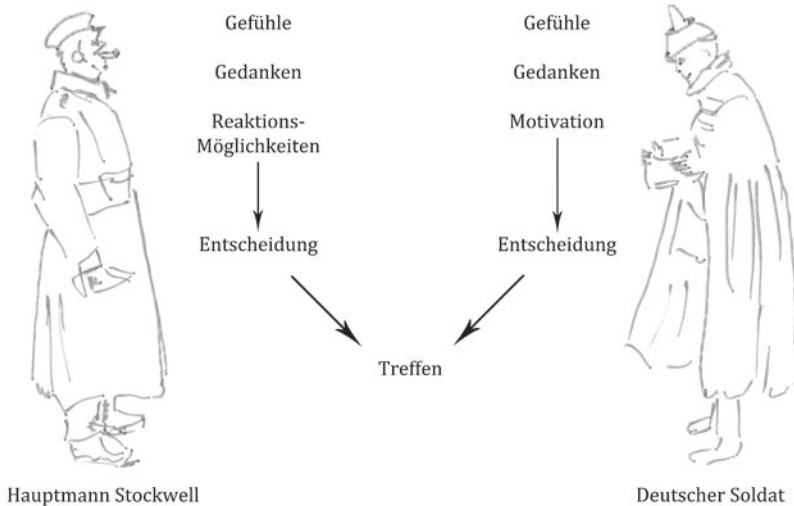 Gefühle
Gefühle
Gedanken
Gedanken
Reaktions-
Möglichkeiten
Motivation
Entscheidung
Entscheidung
Treffen
Hauptmann Stockwell
Deutscher Soldat